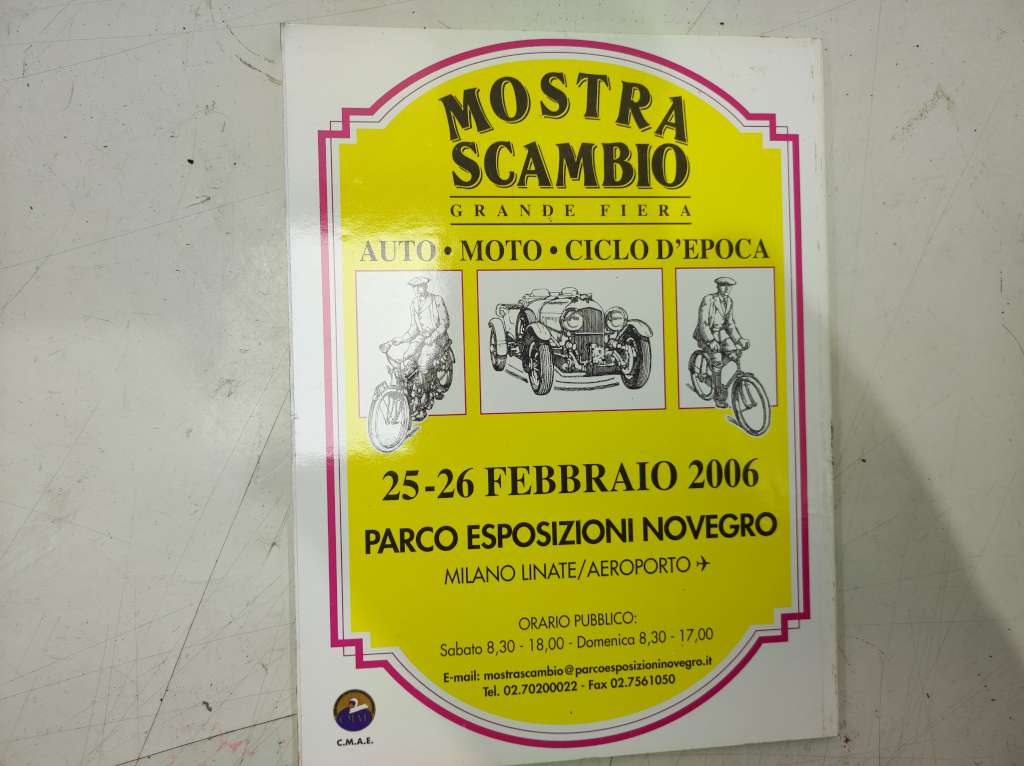 MOSTRA
SCAMBIO
GRANDE FIERA
AUTO • MOTO • CICLO D'EPOCA
25-26 FEBBRAIO 2006
PARCO ESPOSIZIONI NOVEGRO
MILANO LINATE/AEROPORTO ✈
ORARIO PUBBLICO:
Sabato 8,30 - 18,00 - Domenica 8,30 - 17,00
E-mail: mostrascambio@parcoesposizioninovegro.it
Tel. 02.70200022 - Fax 02.7561050
CMAE
C.M.A.E.